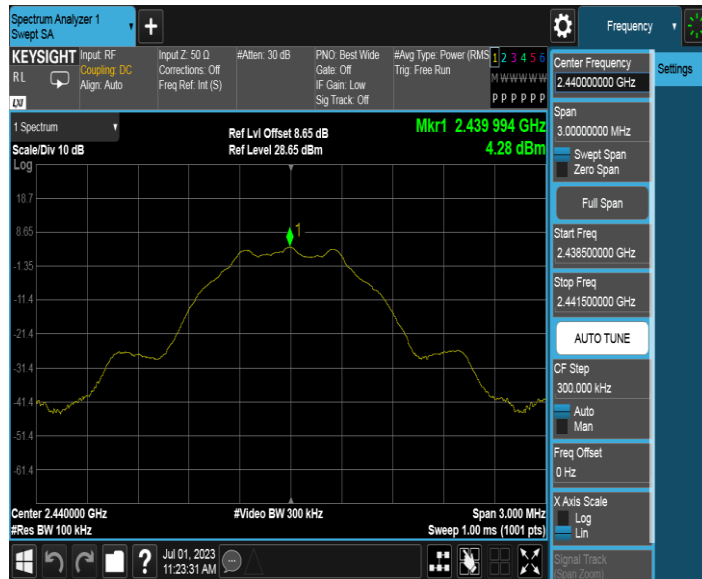 Spectrum Analyzer 1
Swept SA
+
Frequency
KEYSIGHT
RL
LXI
Input: RF
Coupling: DC
Align: Auto
Input Z: 50 Ω
Corrections: Off
Freq Ref: Int (S)
#Atten: 30 dB
PNO: Best Wide
Gate: Off
IF Gain: Low
Sig Track: Off
#Avg Type: Power (RMS
Trig: Free Run
1 2 3 4 5 6
M W W W W W
P P P P P P
Settings
Center Frequency
2.440000000 GHz
Span
3.00000000 MHz
Swept Span
Zero Span
Full Span
Start Freq
2.438500000 GHz
Stop Freq
2.441500000 GHz
AUTO TUNE
CF Step
300.000 kHz
Auto
Man
Freq Offset
0 Hz
X Axis Scale
Log
Lin
Signal Track
(Span Zoom)
1 Spectrum
Scale/Div 10 dB
Log
Ref Lvl Offset 8.65 dB
Ref Level 28.65 dBm
Mkr1 2.439 994 GHz
4.28 dBm
18.7
8.65
-1.35
-11.4
-21.4
-31.4
-41.4
-51.4
-61.4
1
Center 2.440000 GHz
#Res BW 100 kHz
#Video BW 300 kHz
Span 3.000 MHz
Sweep 1.00 ms (1001 pts)
?
Jul 01, 2023
11:23:31 AM